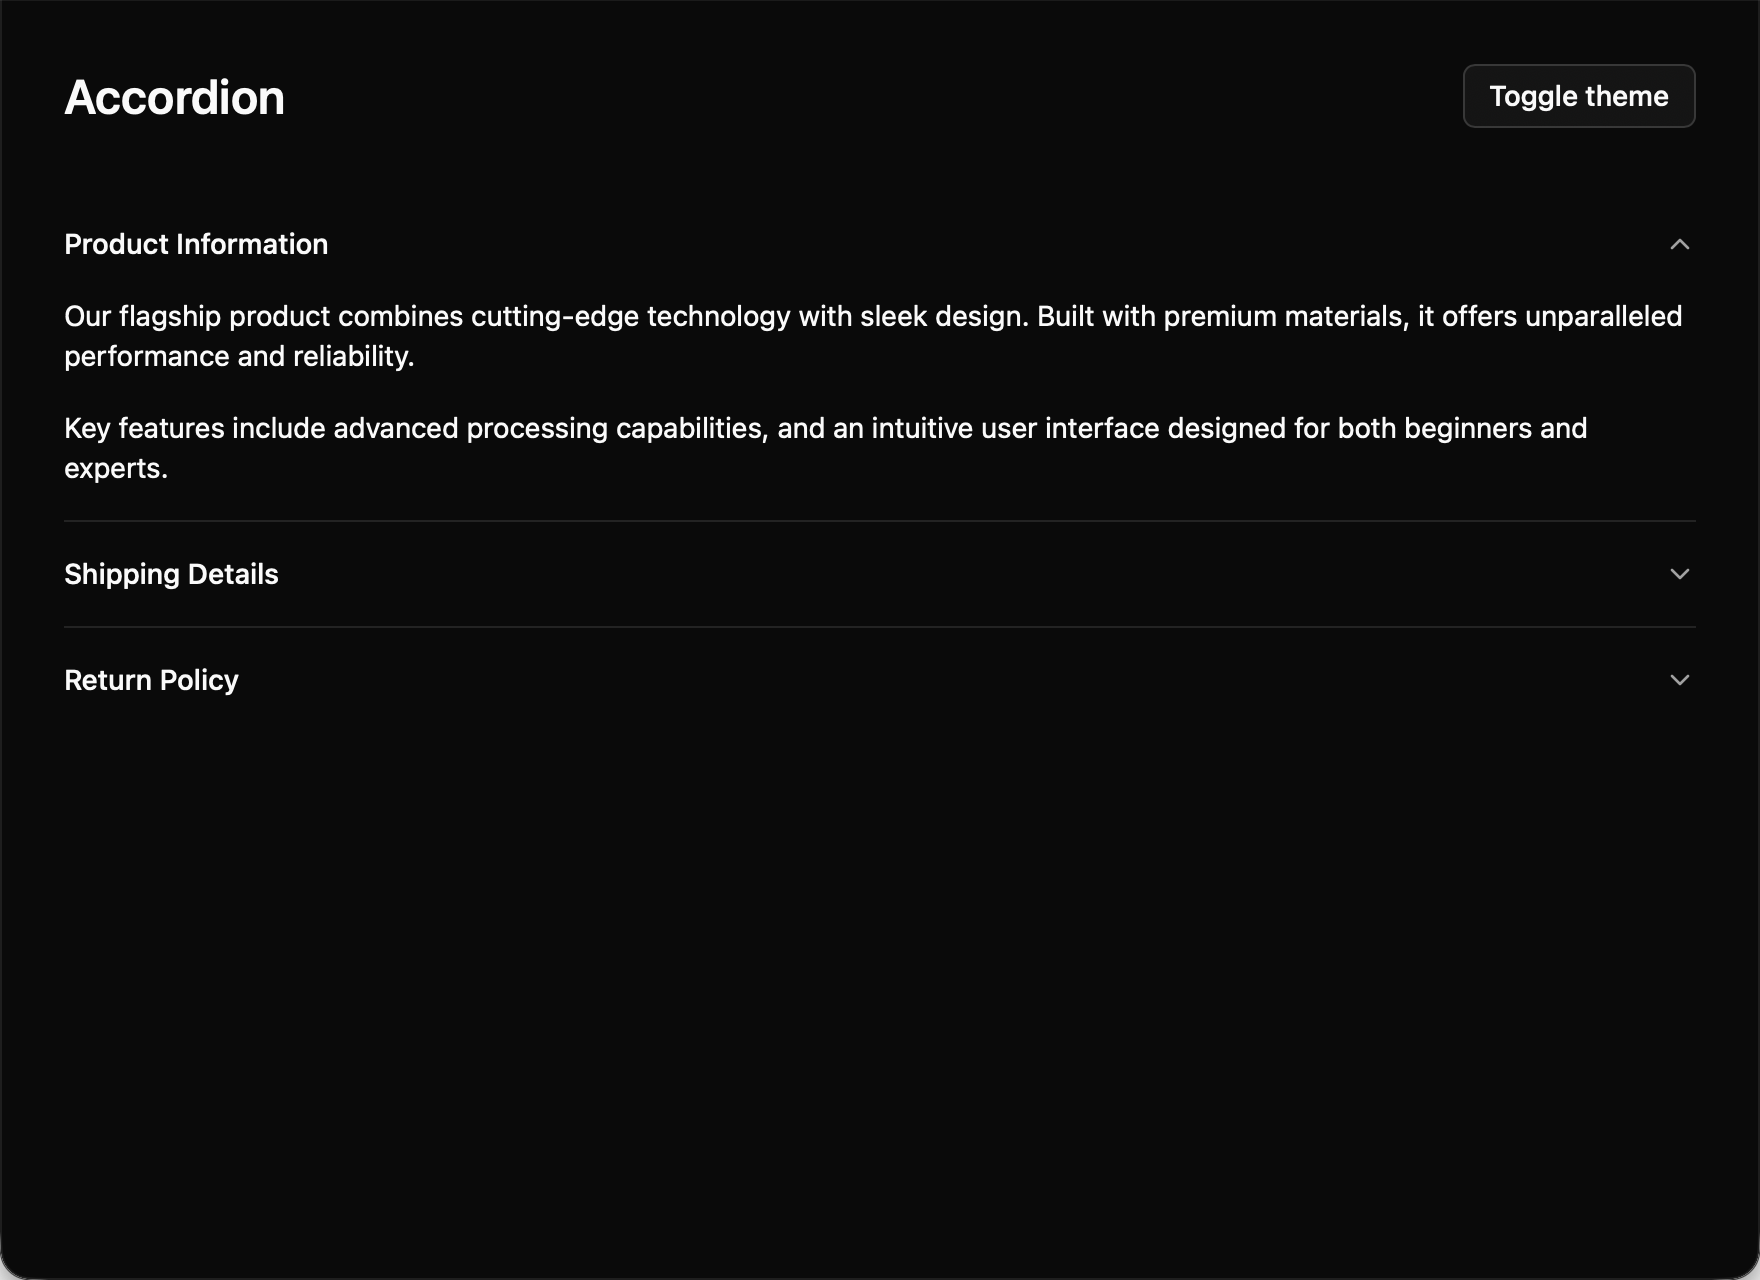 Accordion
Toggle theme
Product Information
Our flagship product combines cutting-edge technology with sleek design. Built with premium materials, it offers unparalleled
performance and reliability.
Key features include advanced processing capabilities, and an intuitive user interface designed for both beginners and
experts.
Shipping Details
Return Policy